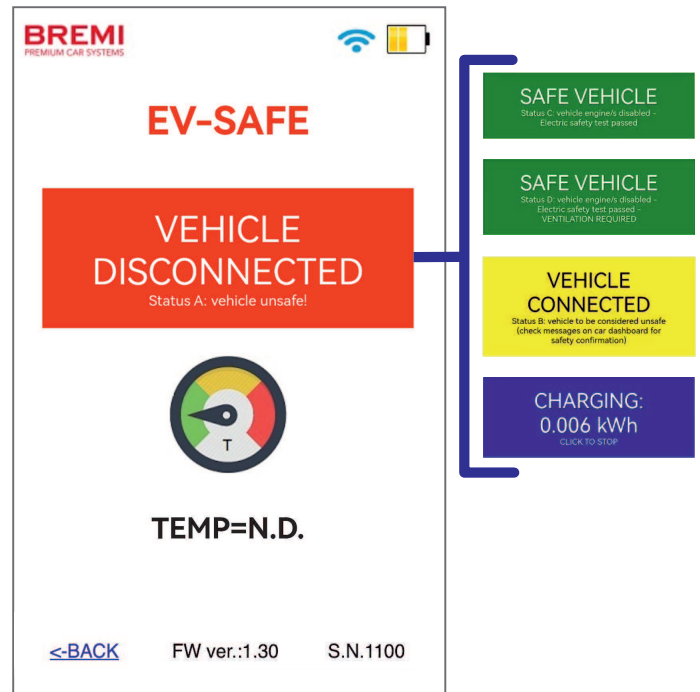 BREMI
PREMIUM CAR SYSTEMS
EV-SAFE
VEHICLE
DISCONNECTED
Status A: vehicle unsafe!
T
TEMP=N.D.
<-BACK
FW ver.:1.30
S.N.1100
SAFE VEHICLE
Status C: vehicle engine/s disabled -
Electric safety test passed
SAFE VEHICLE
Status D: vehicle engine/s disabled -
Electric safety test passed -
VENTILATION REQUIRED
VEHICLE
CONNECTED
Status B: vehicle to be considered unsafe
(check messages on car dashboard for
safety confirmation)
CHARGING:
0.006 kWh
CLICK TO STOP